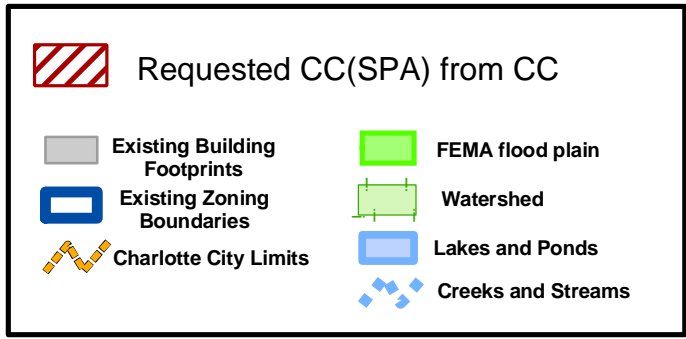 Requested CC(SPA) from CC
Existing Building
Footprints
Existing Zoning
Boundaries
Charlotte City Limits
FEMA flood plain
Watershed
Lakes and Ponds
Creeks and Streams